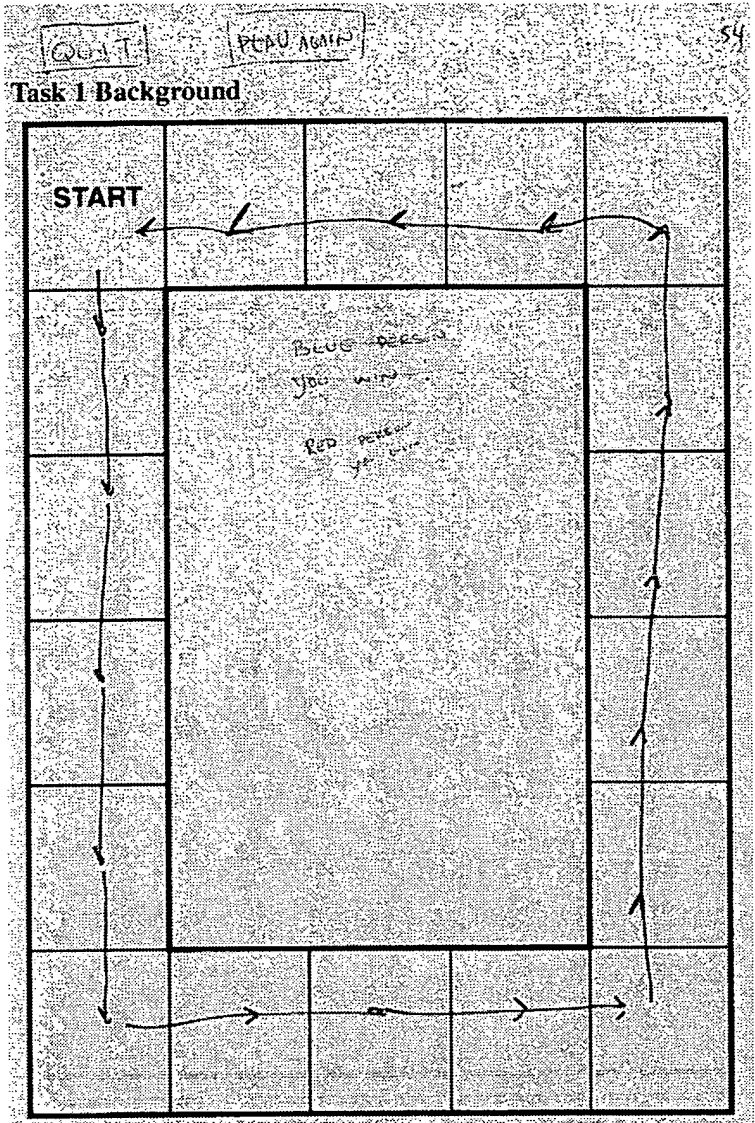 QUIT PLAY AGAIN 54
Task 1 Background
START
BLUE PERSON
YOU WIN
RED PERSON